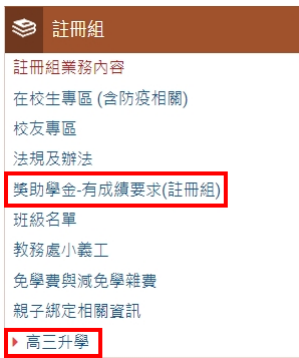 註冊組
註冊組業務內容
在校生專區 (含防疫相關)
校友專區
法規及辦法
獎助學金-有成績要求(註冊組)
班級名單
教務處小義工
免學費與減免學雜費
親子綁定相關資訊
高三升學